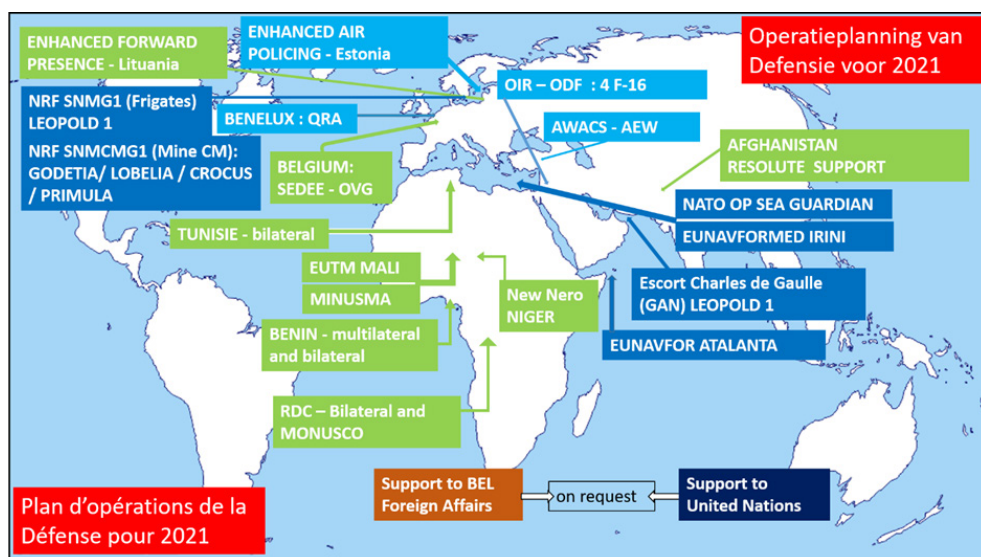 ENHANCED FORWARD
PRESENCE - Lituania
ENHANCED AIR
POLICING - Estonia
Operatieplanning van
Defensie voor 2021
NRF SNMG1 (Frigates)
LEOPOLD 1
BENELUX : QRA
OIR – ODF : 4 F-16
AWACS - AEW
NRF SNMCMG1 (Mine CM):
GODETIA/ LOBELIA / CROCUS
/ PRIMULA
BELGIUM:
SEDEE - OVG
AFGHANISTAN
RESOLUTE SUPPORT
NATO OP SEA GUARDIAN
EUNAVFORMED IRINI
TUNISIE - bilateral
EUTM MALI
MINUSMA
New Nero
NIGER
Escort Charles de Gaulle
(GAN) LEOPOLD 1
BENIN - multilateral
and bilateral
EUNAVFOR ATALANTA
RDC – Bilateral and
MONUSCO
Support to BEL
Foreign Affairs
on request
Support to
United Nations
Plan d’opérations de la
Défense pour 2021